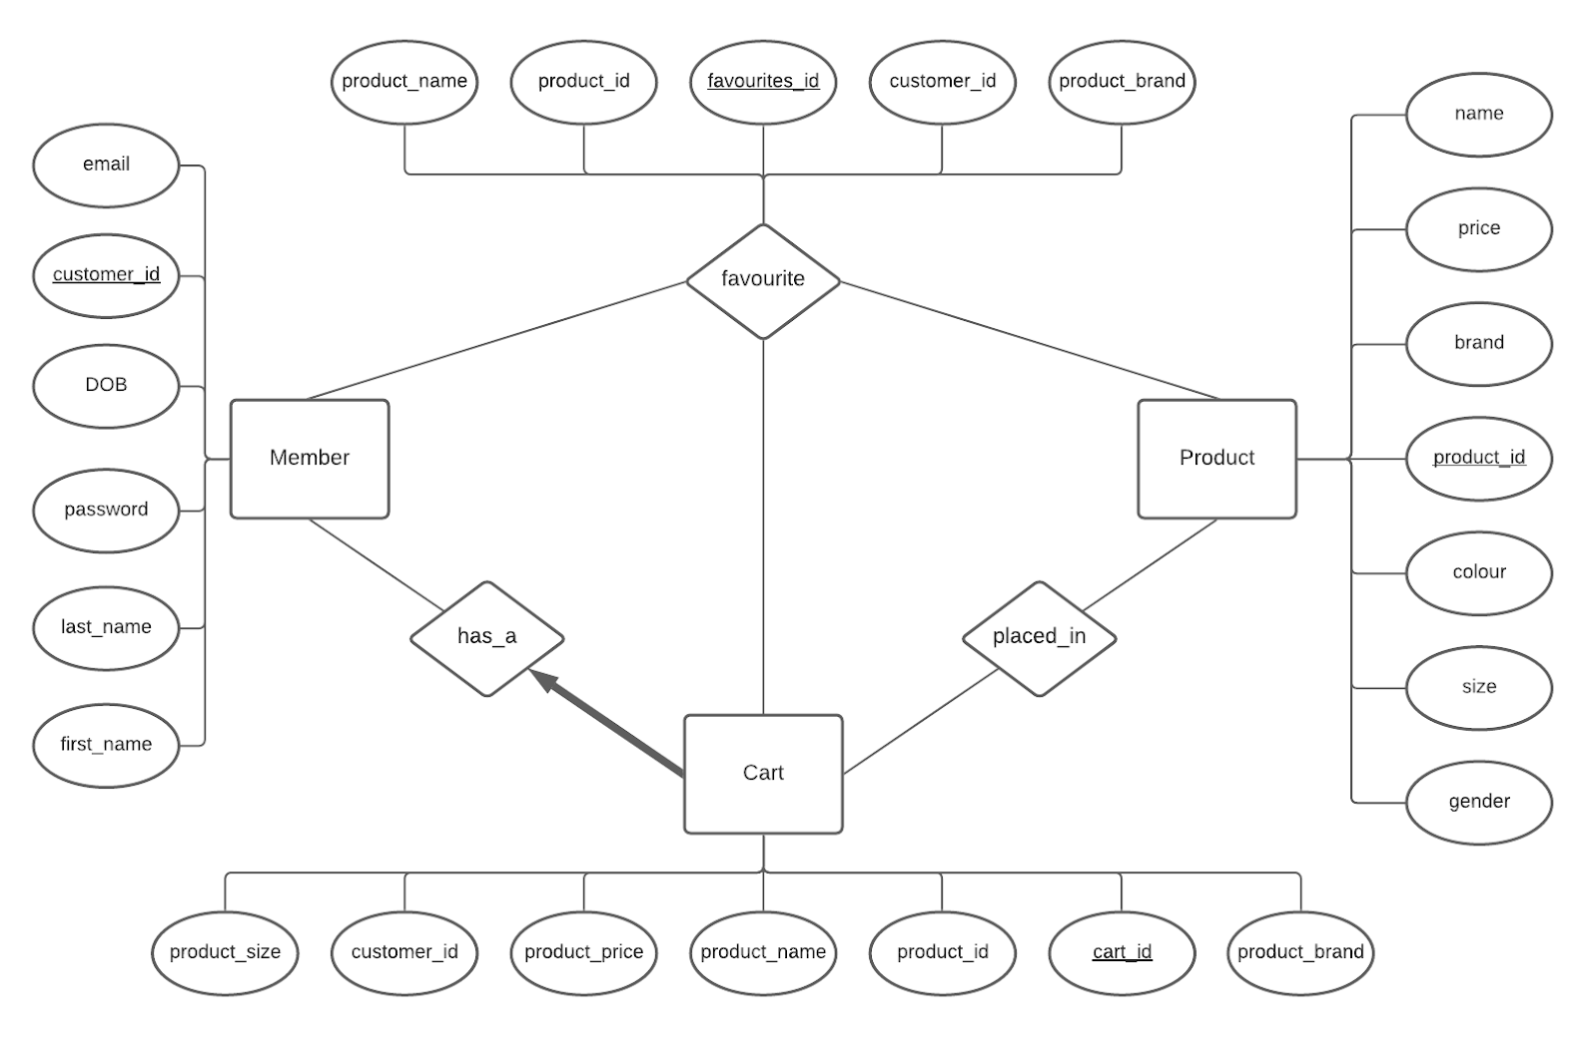 product_name
product_id
favourites_id
customer_id
product_brand
name
email
price
customer_id
favourite
brand
DOB
Member
Product
product_id
password
colour
last_name
has_a
placed_in
size
first_name
Cart
gender
product_size
customer_id
product_price
product_name
product_id
cart_id
product_brand